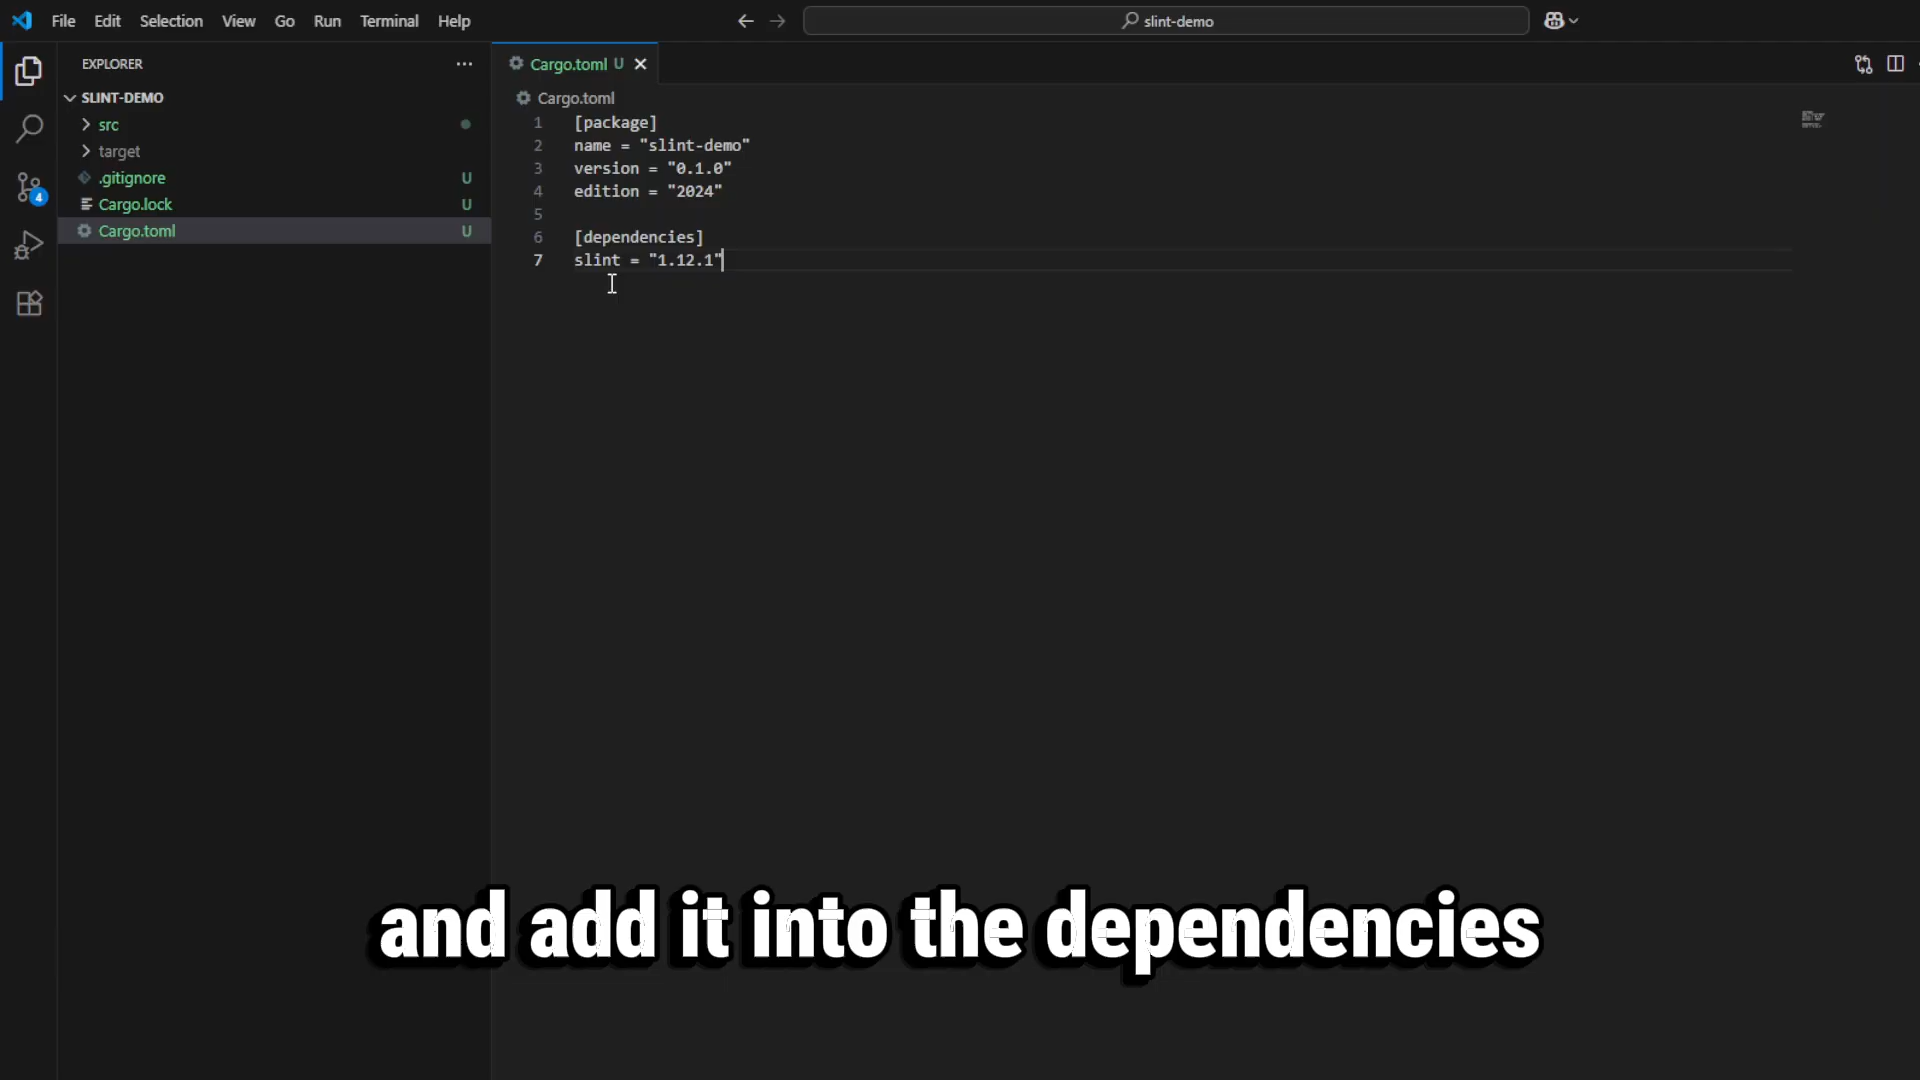 File Edit Selection View Go Run Terminal Help
slint-demo
EXPLORER
SLINT-DEMO
src
target
.gitignore U
Cargo.lock U
Cargo.toml U
4
Cargo.toml U
Cargo.toml
1 [package]
2 name = "slint-demo"
3 version = "0.1.0"
4 edition = "2024"
5
6 [dependencies]
7 slint = "1.12.1"
and add it into the dependencies